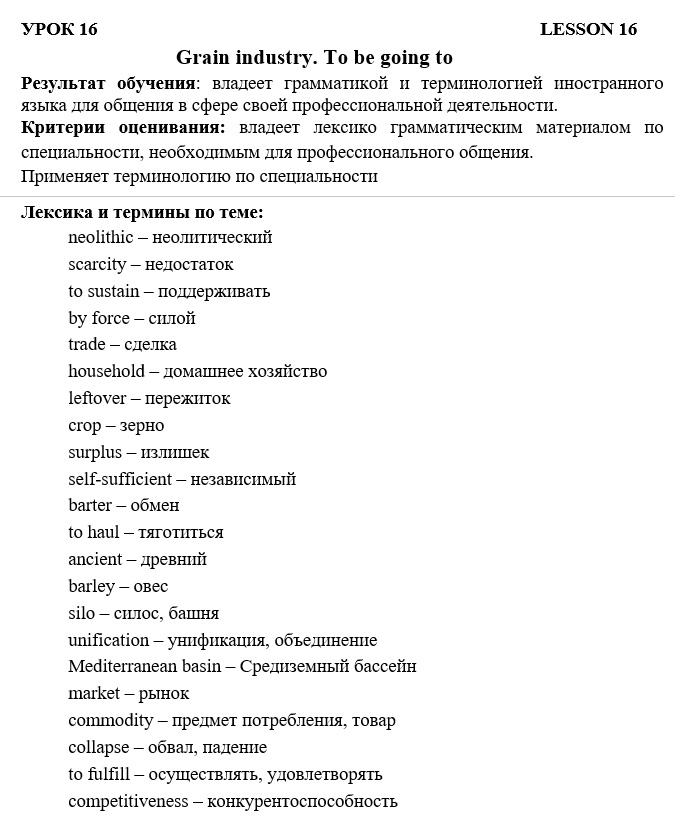 УРОК 16 LESSON 16
Grain industry. To be going to
Результат обучения: владеет грамматикой и терминологией иностранного
языка для общения в сфере своей профессиональной деятельности.
Критерии оценивания: владеет лексико грамматическим материалом по
специальности, необходимым для профессионального общения.
Применяет терминологию по специальности
Лексика и термины по теме:
neolithic – неолитический
scarcity – недостаток
to sustain – поддерживать
by force – силой
trade – сделка
household – домашнее хозяйство
leftover – пережиток
crop – зерно
surplus – излишек
self-sufficient – независимый
barter – обмен
to haul – тяготиться
ancient – древний
barley – овес
silo – силос, башня
unification – унификация, объединение
Mediterranean basin – Средиземный бассейн
market – рынок
commodity – предмет потребления, товар
collapse – обвал, падение
to fulfill – осуществлять, удовлетворять
competitiveness – конкурентоспособность